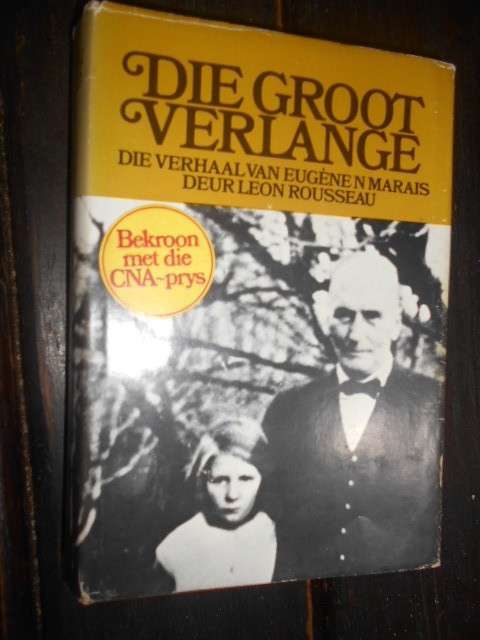 DIE GROOT
VERLANGE
DIE VERHAAL VAN EUGÈNE N MARAIS
DEUR LEON ROUSSEAU
Bekroon
met die
CNA-prys